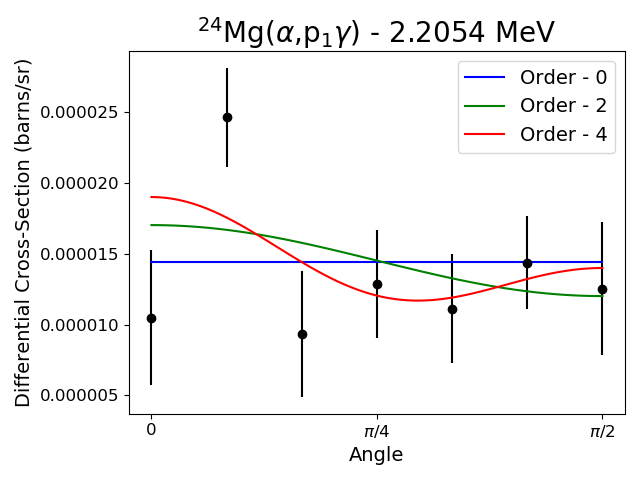 ²⁴Mg(α,p₁γ) - 2.2054 MeV
Order - 0
Order - 2
Order - 4
Differential Cross-Section (barns/sr)
0.000025
0.000020
0.000015
0.000010
0.000005
0
π/4
π/2
Angle